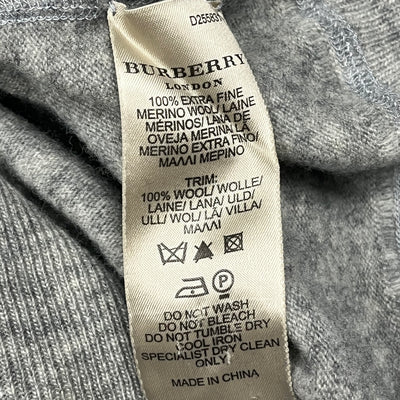 D25583
BURBERRY
LONDON
100% EXTRA FINE
MERINO WOOL/LAINE
MÉRINOS/LANA DE
OVEJA MERINA LÃ
MERINO EXTRA FINO/
ΜΑΛΛΙ ΜΕΡΙΝΟ
TRIM:
100% WOOL/WOLLE/
LAINE/LANA/ULD/
ULL/WOL/LÃ/VILLA/
ΜΑΛΛΙ
P
DO NOT WASH
DO NOT BLEACH
DO NOT TUMBLE DRY
COOL IRON
SPECIALIST DRY CLEAN
ONLY
MADE IN CHINA